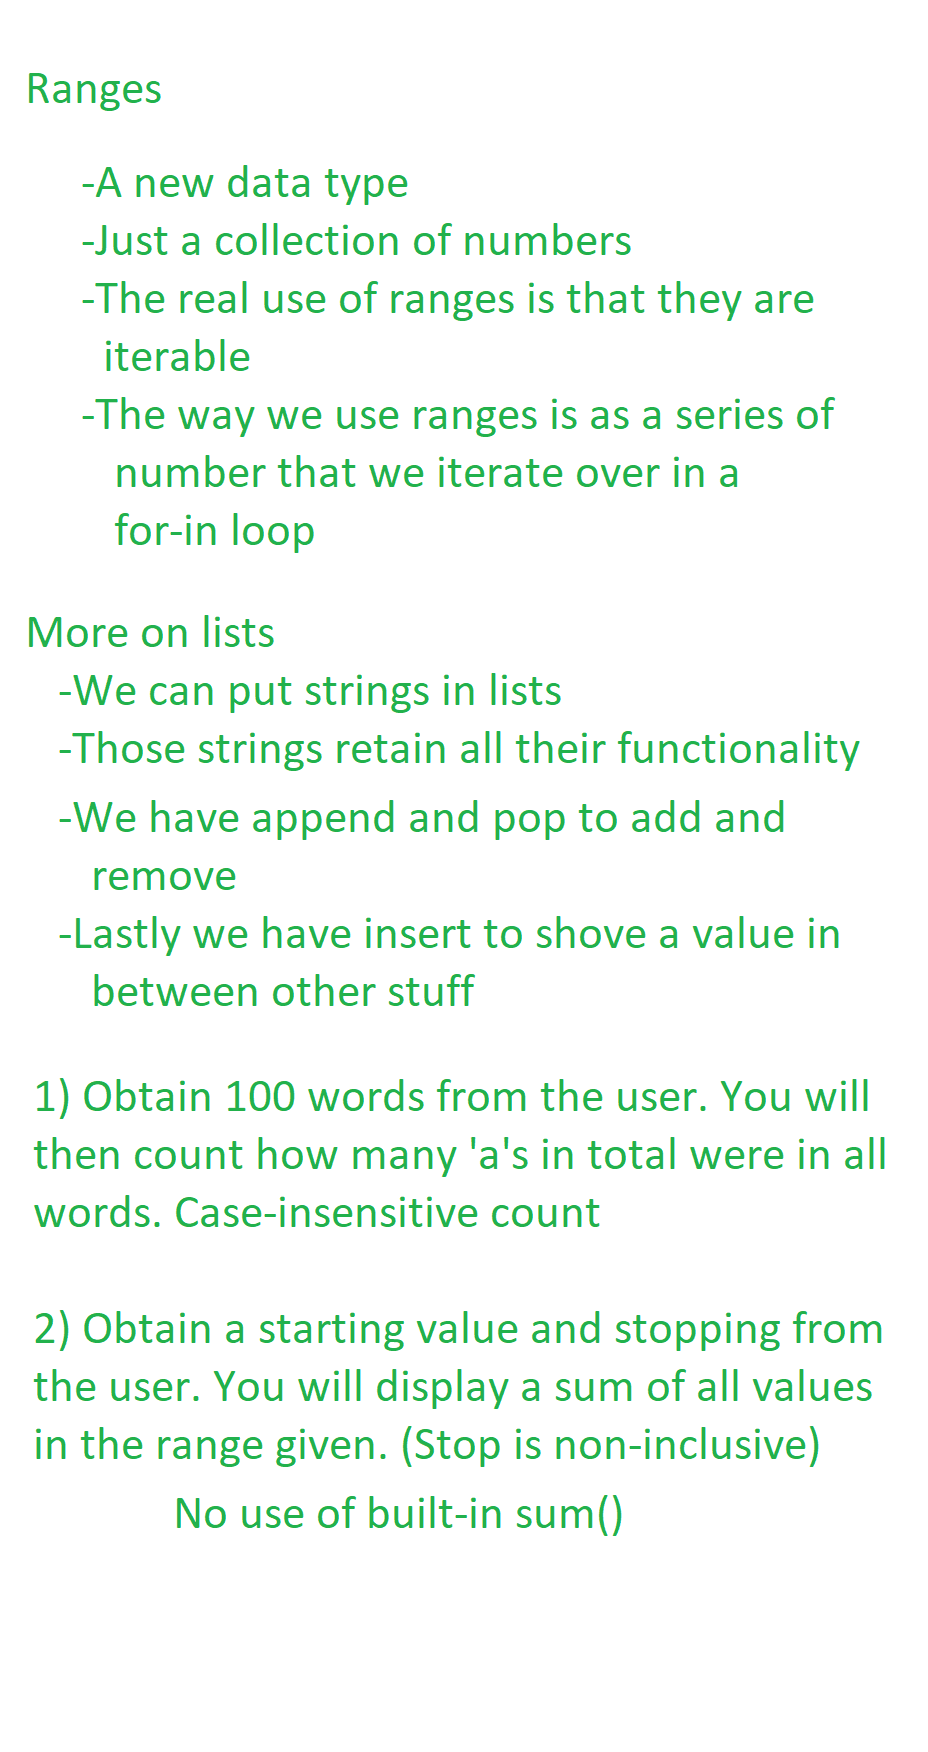 Ranges
-A new data type
-Just a collection of numbers
-The real use of ranges is that they are
iterable
-The way we use ranges is as a series of
number that we iterate over in a
for-in loop
More on lists
-We can put strings in lists
-Those strings retain all their functionality
-We have append and pop to add and
remove
-Lastly we have insert to shove a value in
between other stuff
1) Obtain 100 words from the user. You will
then count how many 'a's in total were in all
words. Case-insensitive count
2) Obtain a starting value and stopping from
the user. You will display a sum of all values
in the range given. (Stop is non-inclusive)
No use of built-in sum()